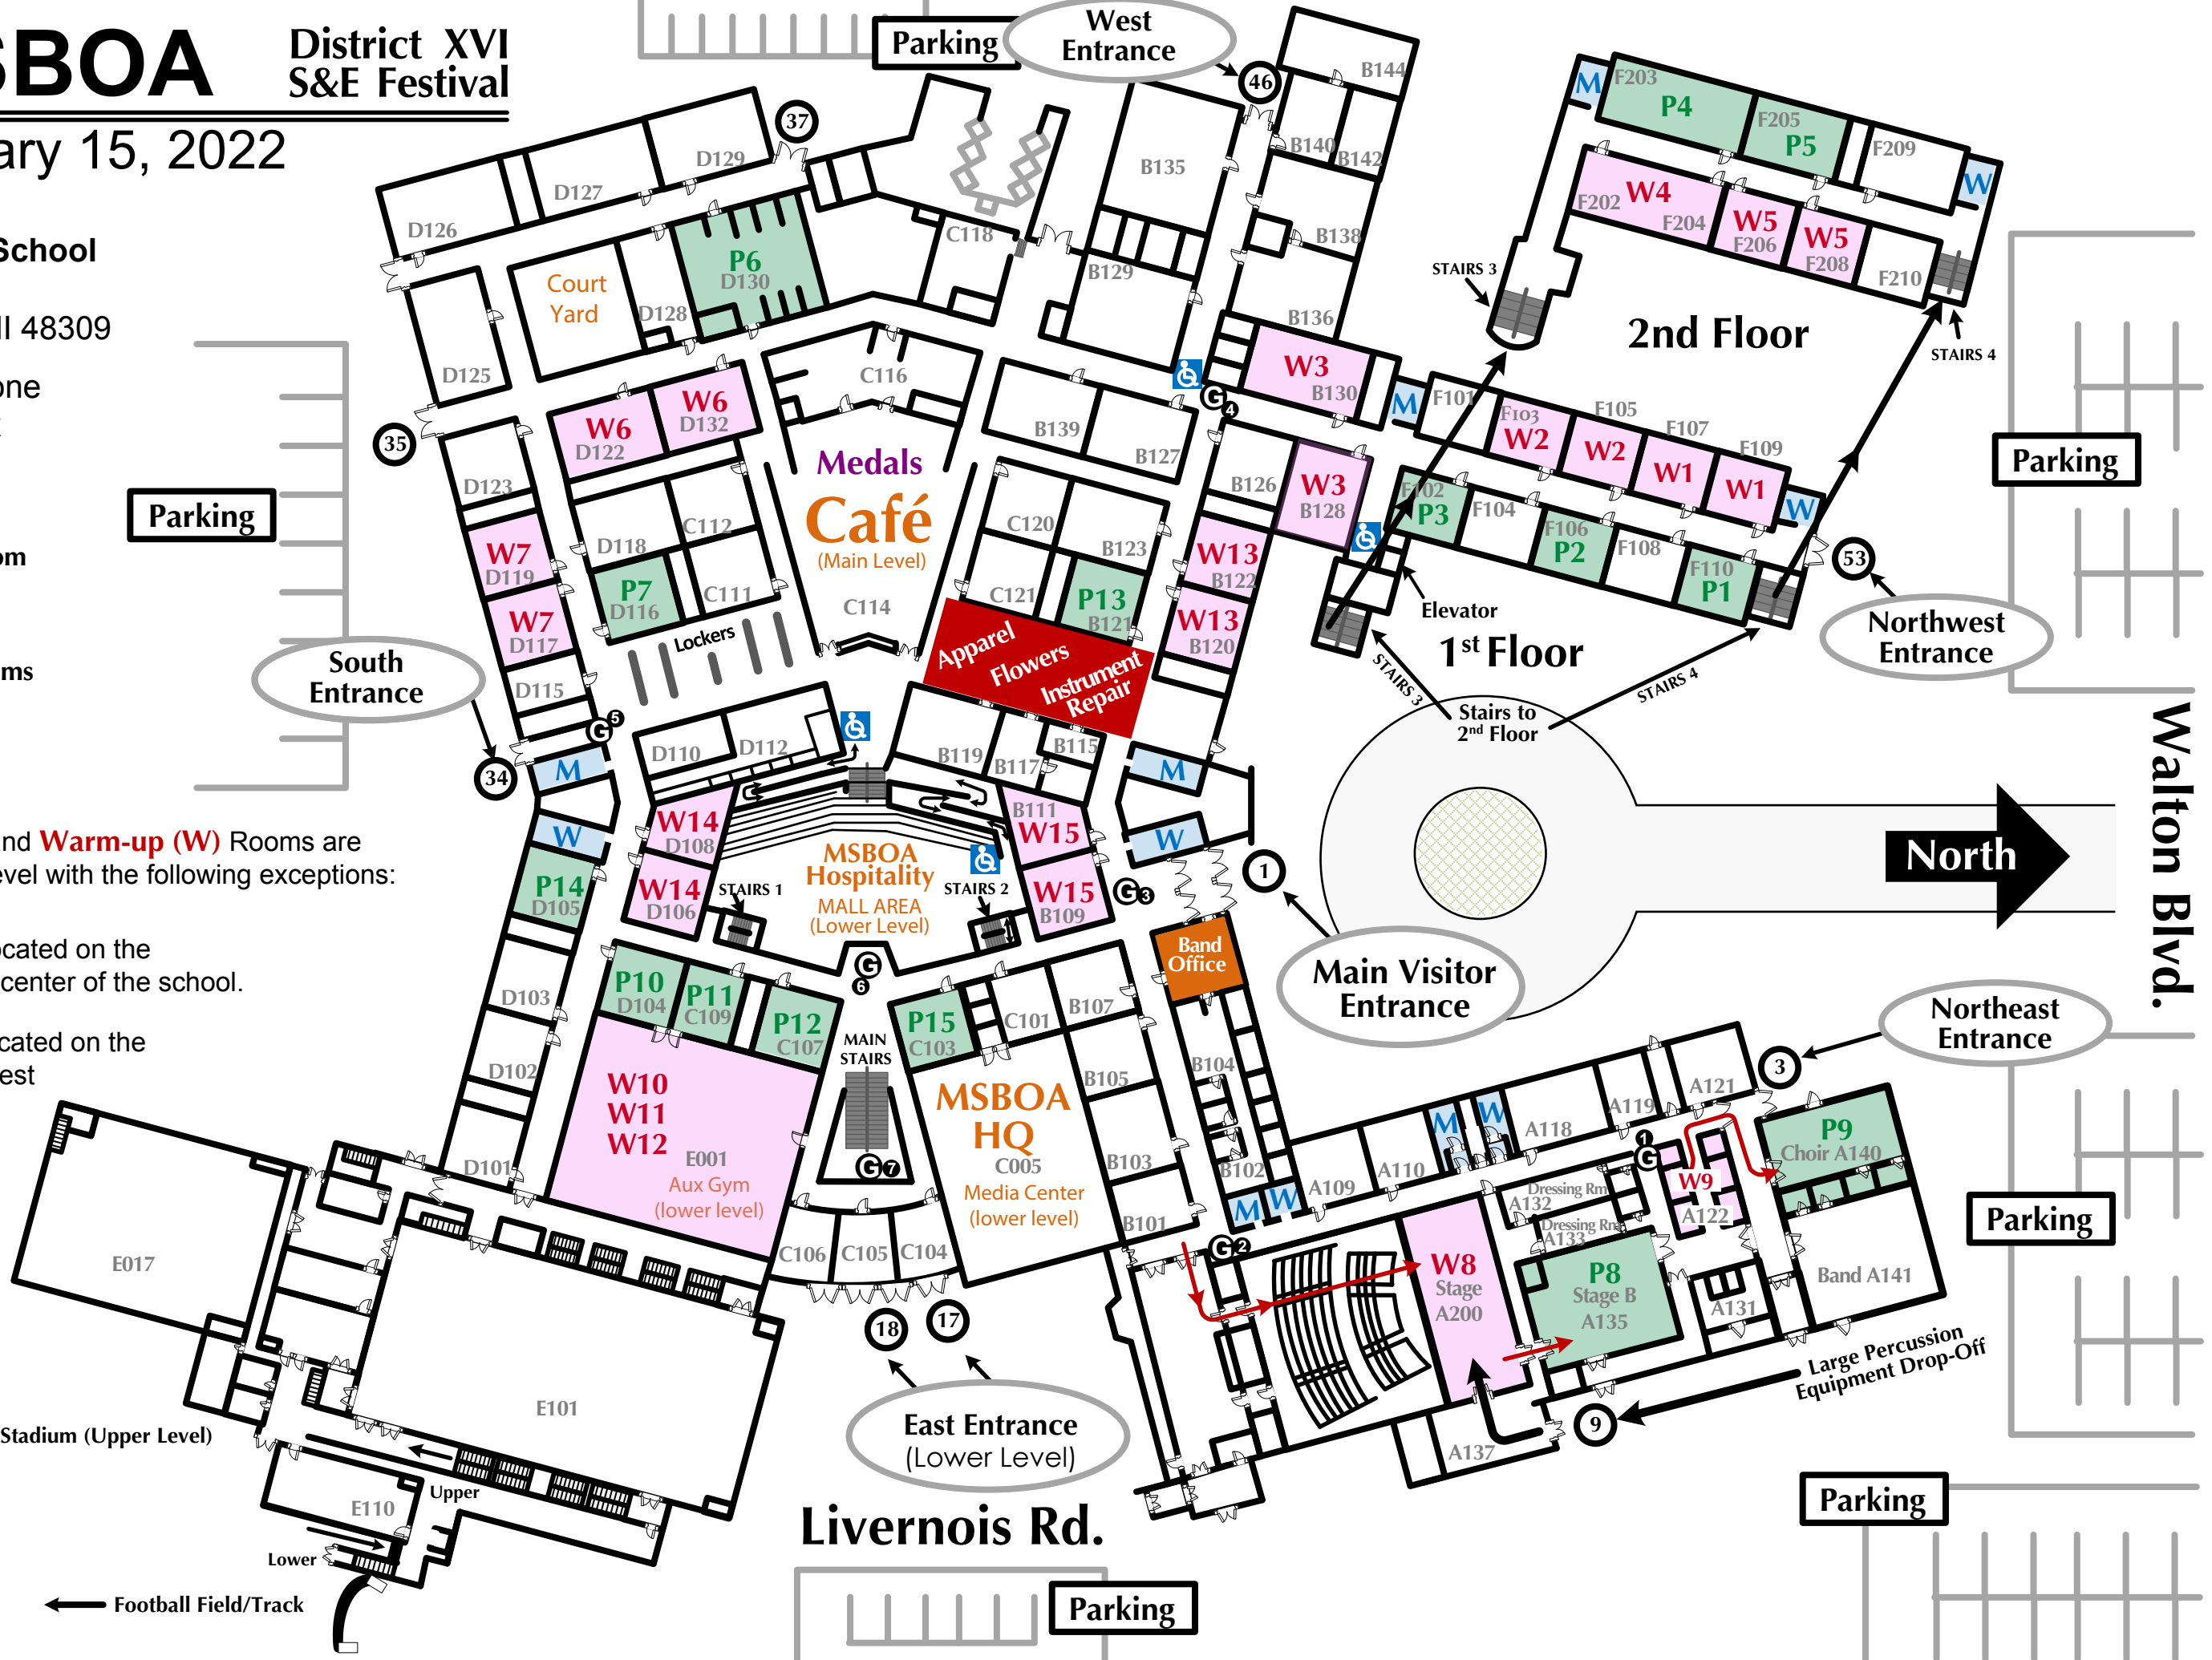 SBOA
District XVI
S&E Festival
ary 15, 2022
School
II 48309
one
om
ms
nd Warm-up (W) Rooms are
evel with the following exceptions:
ocated on the
center of the school.
cated on the
est
Parking
West
Entrance
46
37
35
34
D126
D127
D129
D125
Court
Yard
D128
P6
D130
C118
B135
B129
B144
B140
B142
B138
B136
W3
B130
M
F203
P4
F205
P5
F209
W
F202
W4
F204
W5
F206
W5
F208
F210
STAIRS 3
STAIRS 4
2nd Floor
Parking
South
Entrance
D123
W7
D119
W7
D117
D115
W6
D122
W6
D132
D118
C112
P7
D116
C111
Lockers
C116
Medals
Café
(Main Level)
C114
B139
B127
C120
B123
C121
P13
B121
Apparel
Flowers
Instrument
Repair
G4
B126
W3
B128
W13
B122
W13
B120
M
F101
F103
W2
F105
W2
F107
W1
F109
W1
W
F102
P3
F104
F106
P2
F108
F110
P1
53
Northwest
Entrance
Elevator
1st Floor
STAIRS 3
STAIRS 4
Stairs to
2nd Floor
Parking
Walton Blvd.
North
G5
M
W
P14
D105
D110
D112
W14
D108
W14
D106
STAIRS 1
MSBOA
Hospitality
MALL AREA
(Lower Level)
STAIRS 2
B119
B117
B115
B111
W15
W15
B109
G3
M
W
1
Main Visitor
Entrance
Band
Office
G6
D103
D102
D101
P10
D104
P11
C109
P12
C107
MAIN
STAIRS
P15
C103
C101
B107
B105
B103
B101
B104
B102
M
W
W10
W11
W12
E001
Aux Gym
(lower level)
G7
MSBOA
HQ
C005
Media Center
(lower level)
C106
C105
C104
18
17
East Entrance
(Lower Level)
Northeast
Entrance
3
A109
A110
M
W
A118
A119
A121
G1
W9
A122
P9
Choir A140
Band A141
Dressing Rm
A132
Dressing Rm
A133
A131
G2
W8
Stage
A200
P8
Stage B
A135
A137
9
Large Percussion
Equipment Drop-Off
Parking
Parking
E017
E101
E110
Stadium (Upper Level)
Upper
Lower
Football Field/Track
Livernois Rd.
Parking